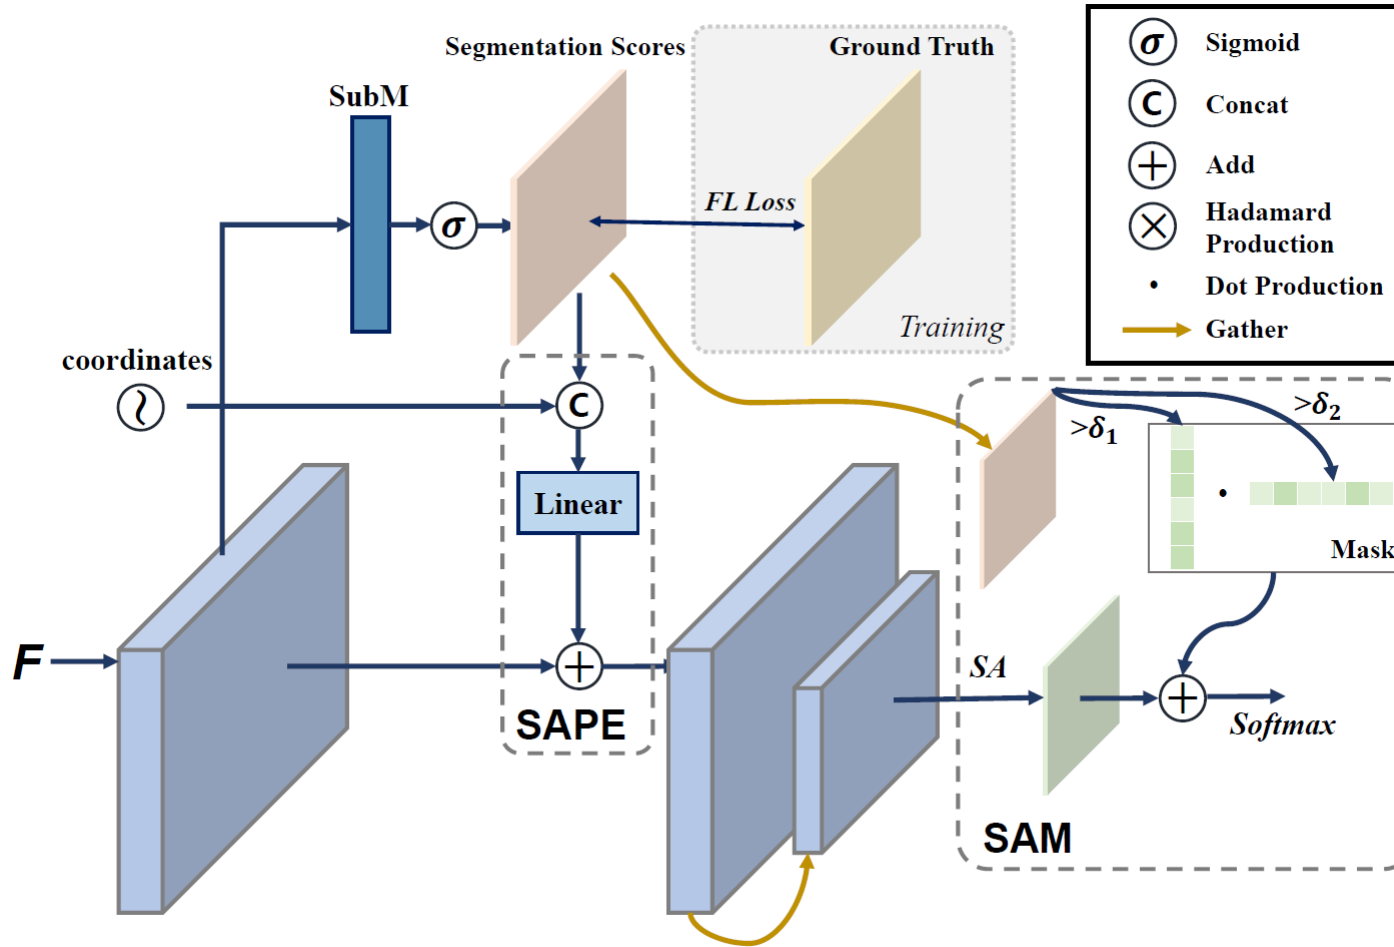 Segmentation Scores
Ground Truth
SubM
σ
FL Loss
Training
σ Sigmoid
C Concat
+ Add
× Hadamard
Production
· Dot Production
Gather
coordinates
~
C
Linear
>δ1
>δ2
·
Mask
F
+
SAPE
SA
+
Softmax
SAM